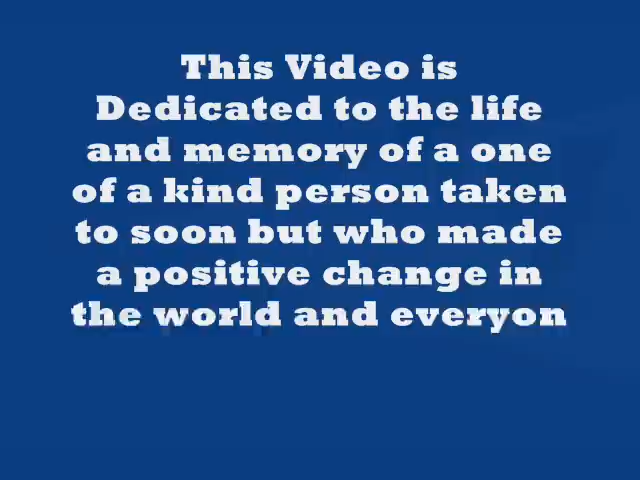 This Video is
Dedicated to the life
and memory of a one
of a kind person taken
to soon but who made
a positive change in
the world and everyon